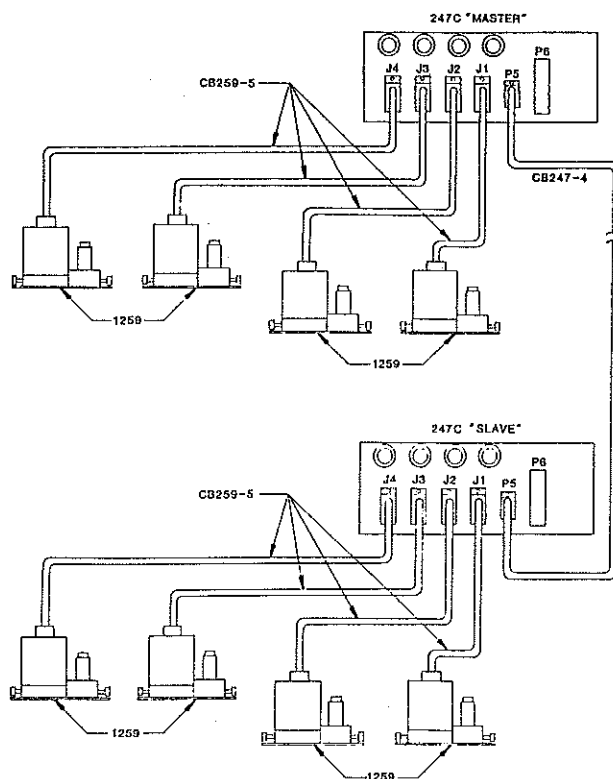 247C "MASTER"
P6
J4 J3 J2 J1 P5
CB259-5
CB247-4
1259
1259
247C "SLAVE"
P6
J4 J3 J2 J1 P5
CB259-5
1259
1259